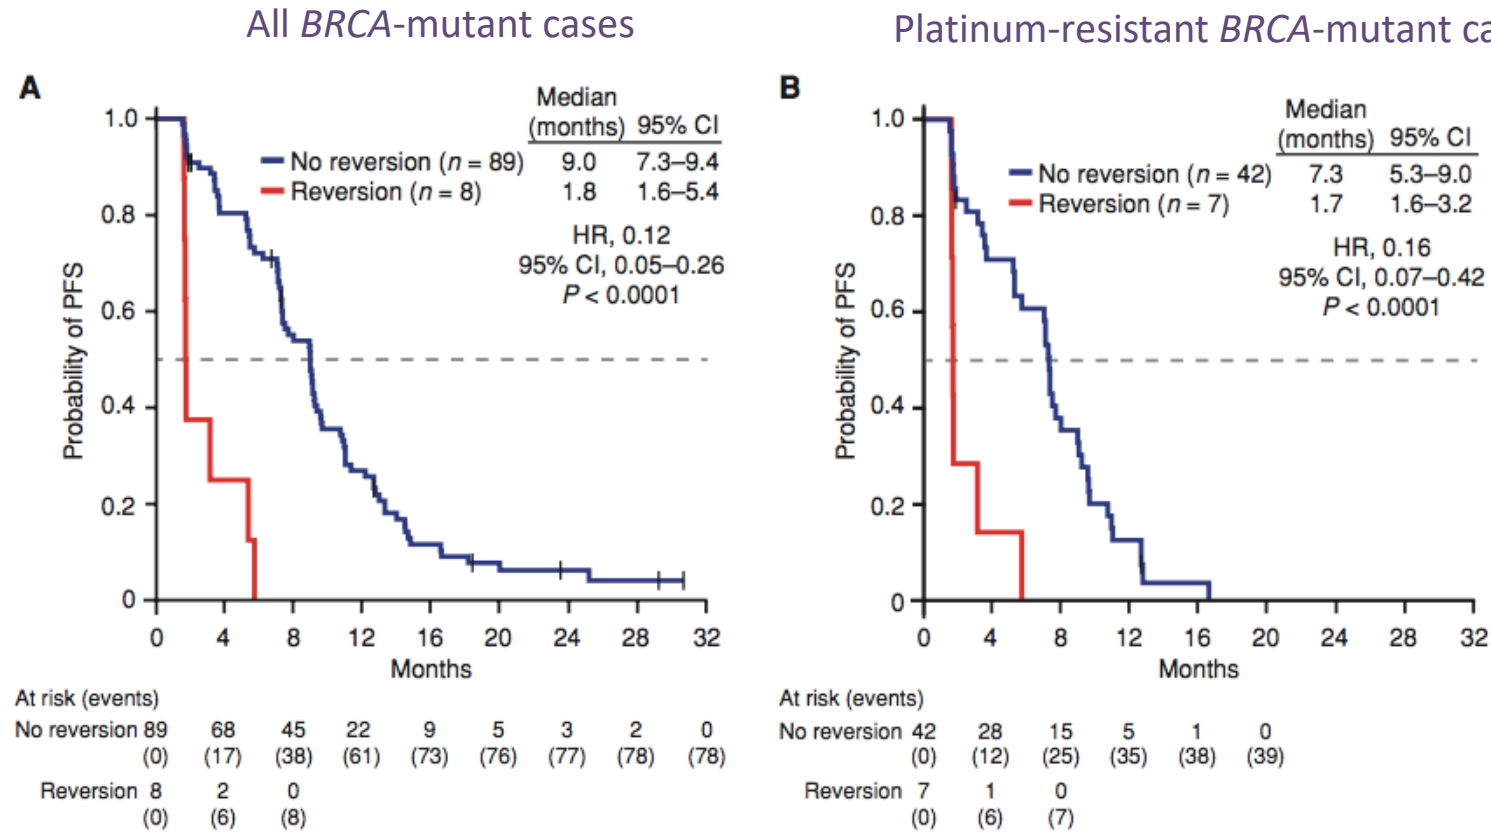 All BRCA-mutant cases
Platinum-resistant BRCA-mutant
A
Median
(months) 95% CI
No reversion (n = 89) 9.0 7.3–9.4
Reversion (n = 8) 1.8 1.6–5.4
HR, 0.12
95% CI, 0.05–0.26
P < 0.0001
Probability of PFS
1.0
0.8
0.6
0.4
0.2
0
0 4 8 12 16 20 24 28 32
Months
At risk (events)
No reversion 89 68 45 22 9 5 3 2 0
(0) (17) (38) (61) (73) (76) (77) (78) (78)
Reversion 8 2 0
(0) (6) (8)
B
Median
(months) 95% CI
No reversion (n = 42) 7.3 5.3–9.0
Reversion (n = 7) 1.7 1.6–3.2
HR, 0.16
95% CI, 0.07–0.42
P < 0.0001
Probability of PFS
1.0
0.8
0.6
0.4
0.2
0
0 4 8 12 16 20 24 28 32
Months
At risk (events)
No reversion 42 28 15 5 1 0
(0) (12) (25) (35) (38) (39)
Reversion 7 1 0
(0) (6) (7)